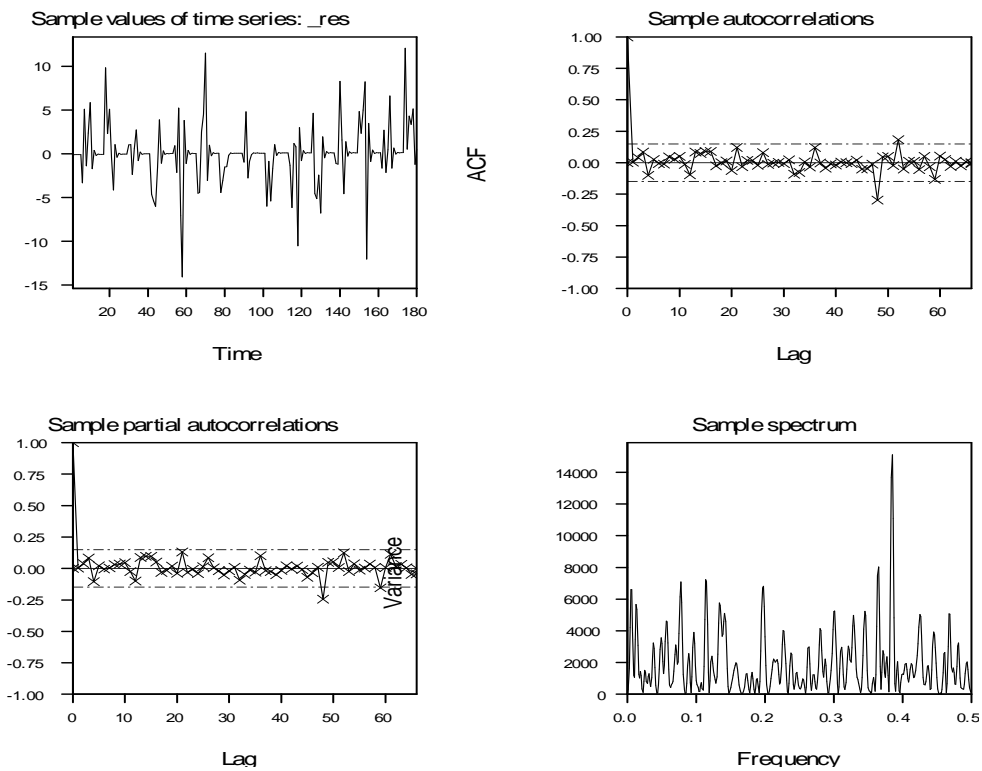 Sample values of time series: _res
10
5
0
-5
-10
-15
20 40 60 80 100 120 140 160 180
Time
Sample autocorrelations
ACF
1.00
0.75
0.50
0.25
0.00
-0.25
-0.50
-0.75
-1.00
0 10 20 30 40 50 60
Lag
Sample partial autocorrelations
1.00
0.75
0.50
0.25
0.00
-0.25
-0.50
-0.75
-1.00
0 10 20 30 40 50 60
Lag
Sample spectrum
Variance
14000
12000
10000
8000
6000
4000
2000
0
0.0 0.1 0.2 0.3 0.4 0.5
Frequency